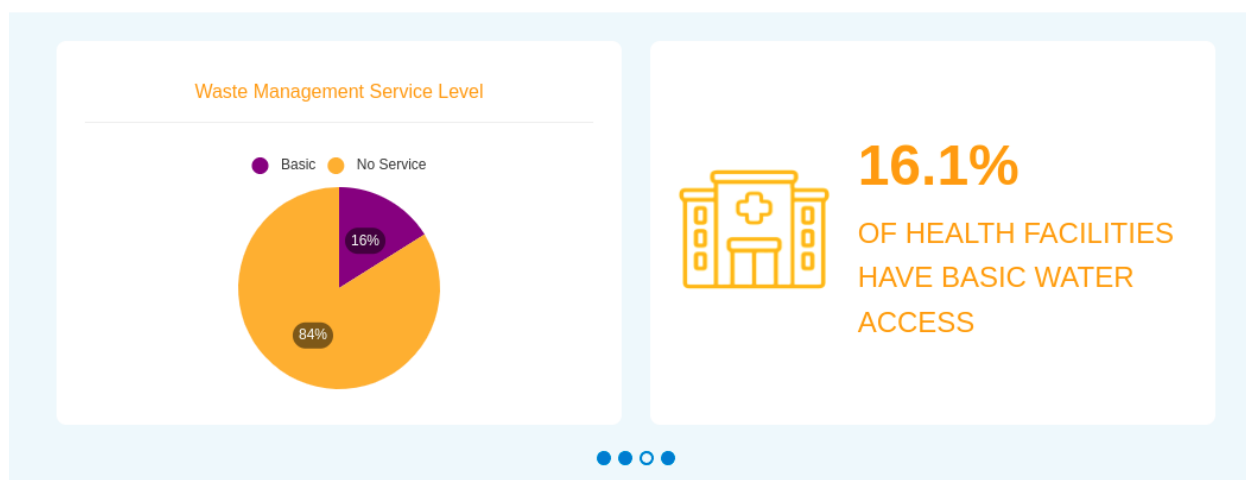 Waste Management Service Level
Basic
No Service
16%
84%
16.1%
OF HEALTH FACILITIES
HAVE BASIC WATER
ACCESS